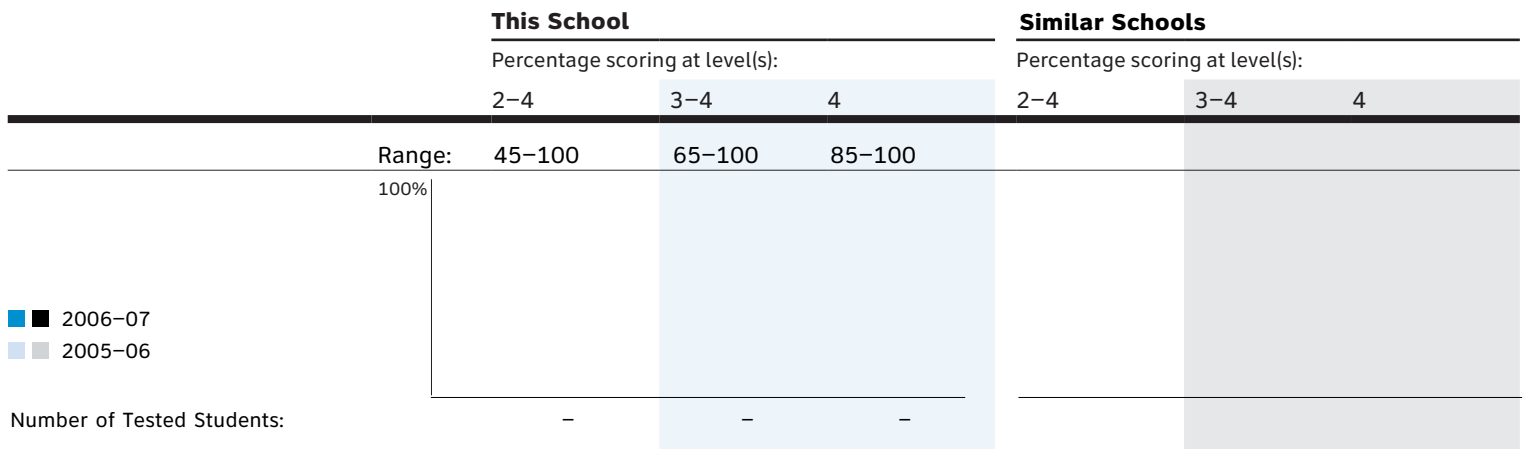 This School Similar Schools
Percentage scoring at level(s): Percentage scoring at level(s):
2–4 3–4 4 2–4 3–4 4
Range: 45–100 65–100 85–100
100%
2006–07
2005–06
Number of Tested Students: – – –